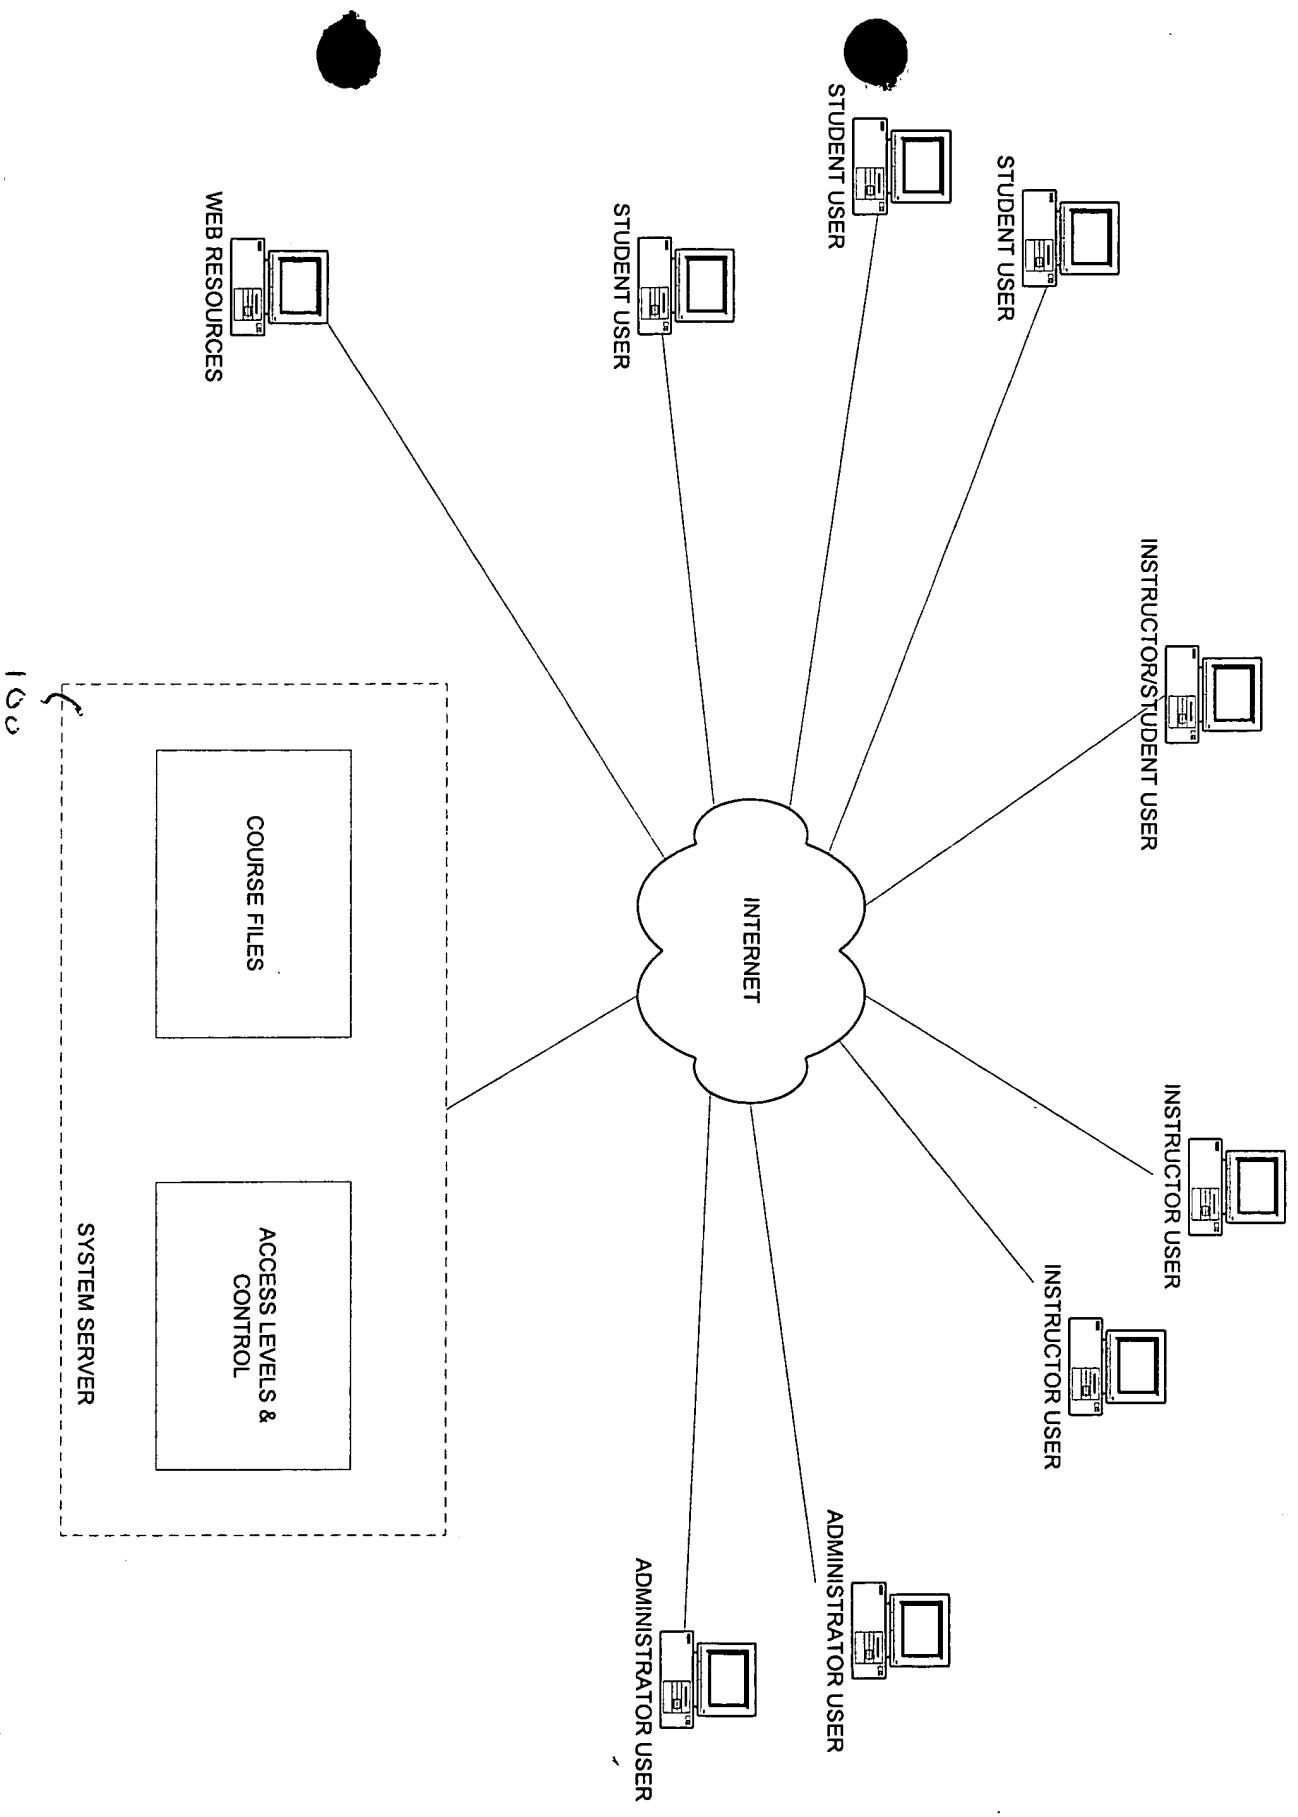 INSTRUCTOR/STUDENT USER
INSTRUCTOR USER
STUDENT USER
INSTRUCTOR USER
STUDENT USER
ADMINISTRATOR USER
INTERNET
STUDENT USER
ADMINISTRATOR USER
WEB RESOURCES
COURSE FILES
ACCESS LEVELS &
CONTROL
SYSTEM SERVER
100